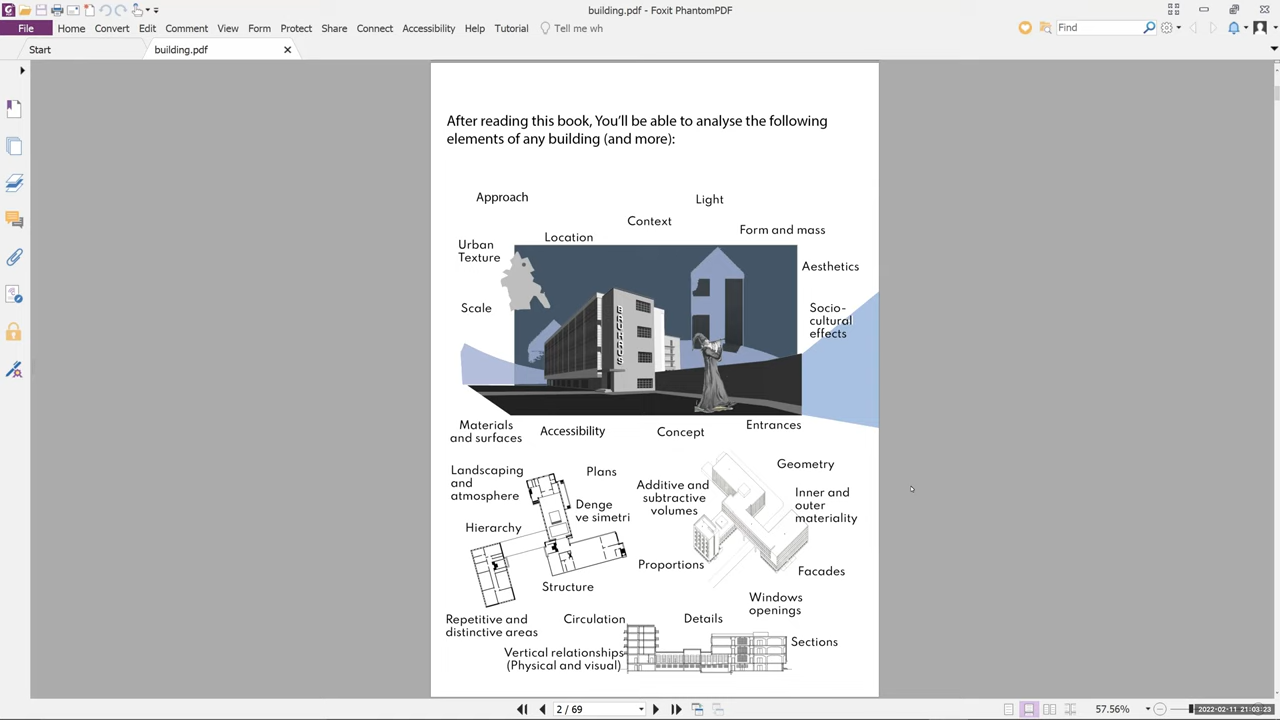 building.pdf - Foxit PhantomPDF
File Home Convert Edit Comment View Form Protect Share Connect Accessibility Help Tutorial Tell me wh Find
Start building.pdf
After reading this book, You'll be able to analyse the following
elements of any building (and more):
Approach
Light
Context
Form and mass
Location
Urban
Texture
Aesthetics
Scale
Socio-
cultural
effects
BAUHAUS
Materials
and surfaces
Accessibility
Concept
Entrances
Landscaping
and
atmosphere
Plans
Denge
ve simetri
Additive and
subtractive
volumes
Geometry
Inner and
outer
materiality
Hierarchy
Proportions
Facades
Structure
Windows
openings
Repetitive and
distinctive areas
Circulation
Details
Vertical relationships
(Physical and visual)
Sections
2 / 69
57.56%
2022-02-11 21:03:23